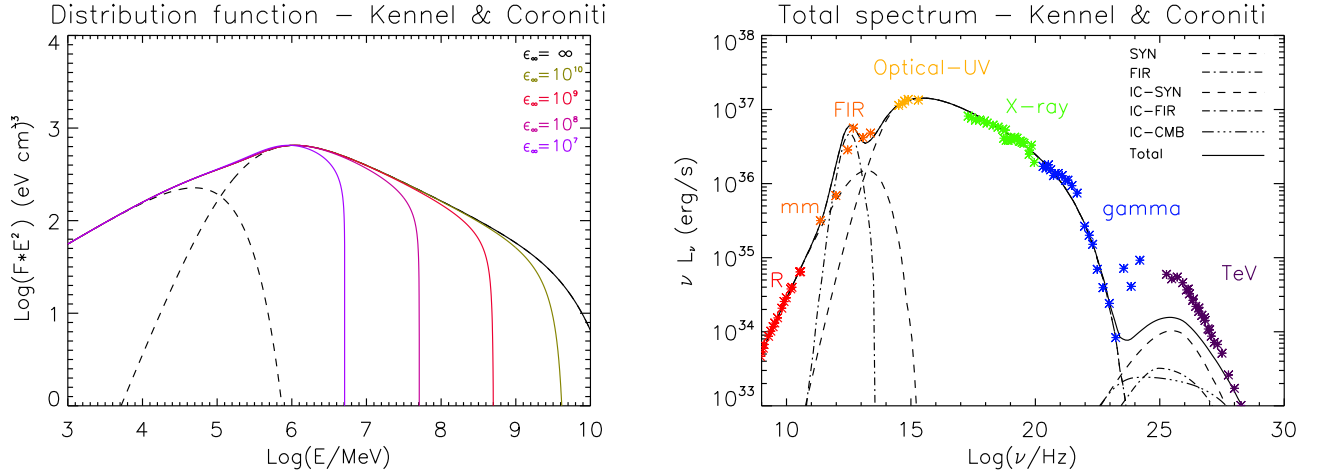 Distribution function – Kennel & Coroniti
4
3
2
1
0
Log(F*E²) (eV cm)⁻³
ϵ∞= ∞
ϵ∞=10¹⁰
ϵ∞=10⁹
ϵ∞=10⁸
ϵ∞=10⁷
3 4 5 6 7 8 9 10
Log(E/MeV)
Total spectrum – Kennel & Coroniti
10³⁸
10³⁷
10³⁶
10³⁵
10³⁴
10³³
ν Lᵥ (erg/s)
Optical–UV
FIR
X–ray
mm
gamma
R
TeV
SYN
FIR
IC–SYN
IC–FIR
IC–CMB
Total
10 15 20 25 30
Log(ν/Hz)